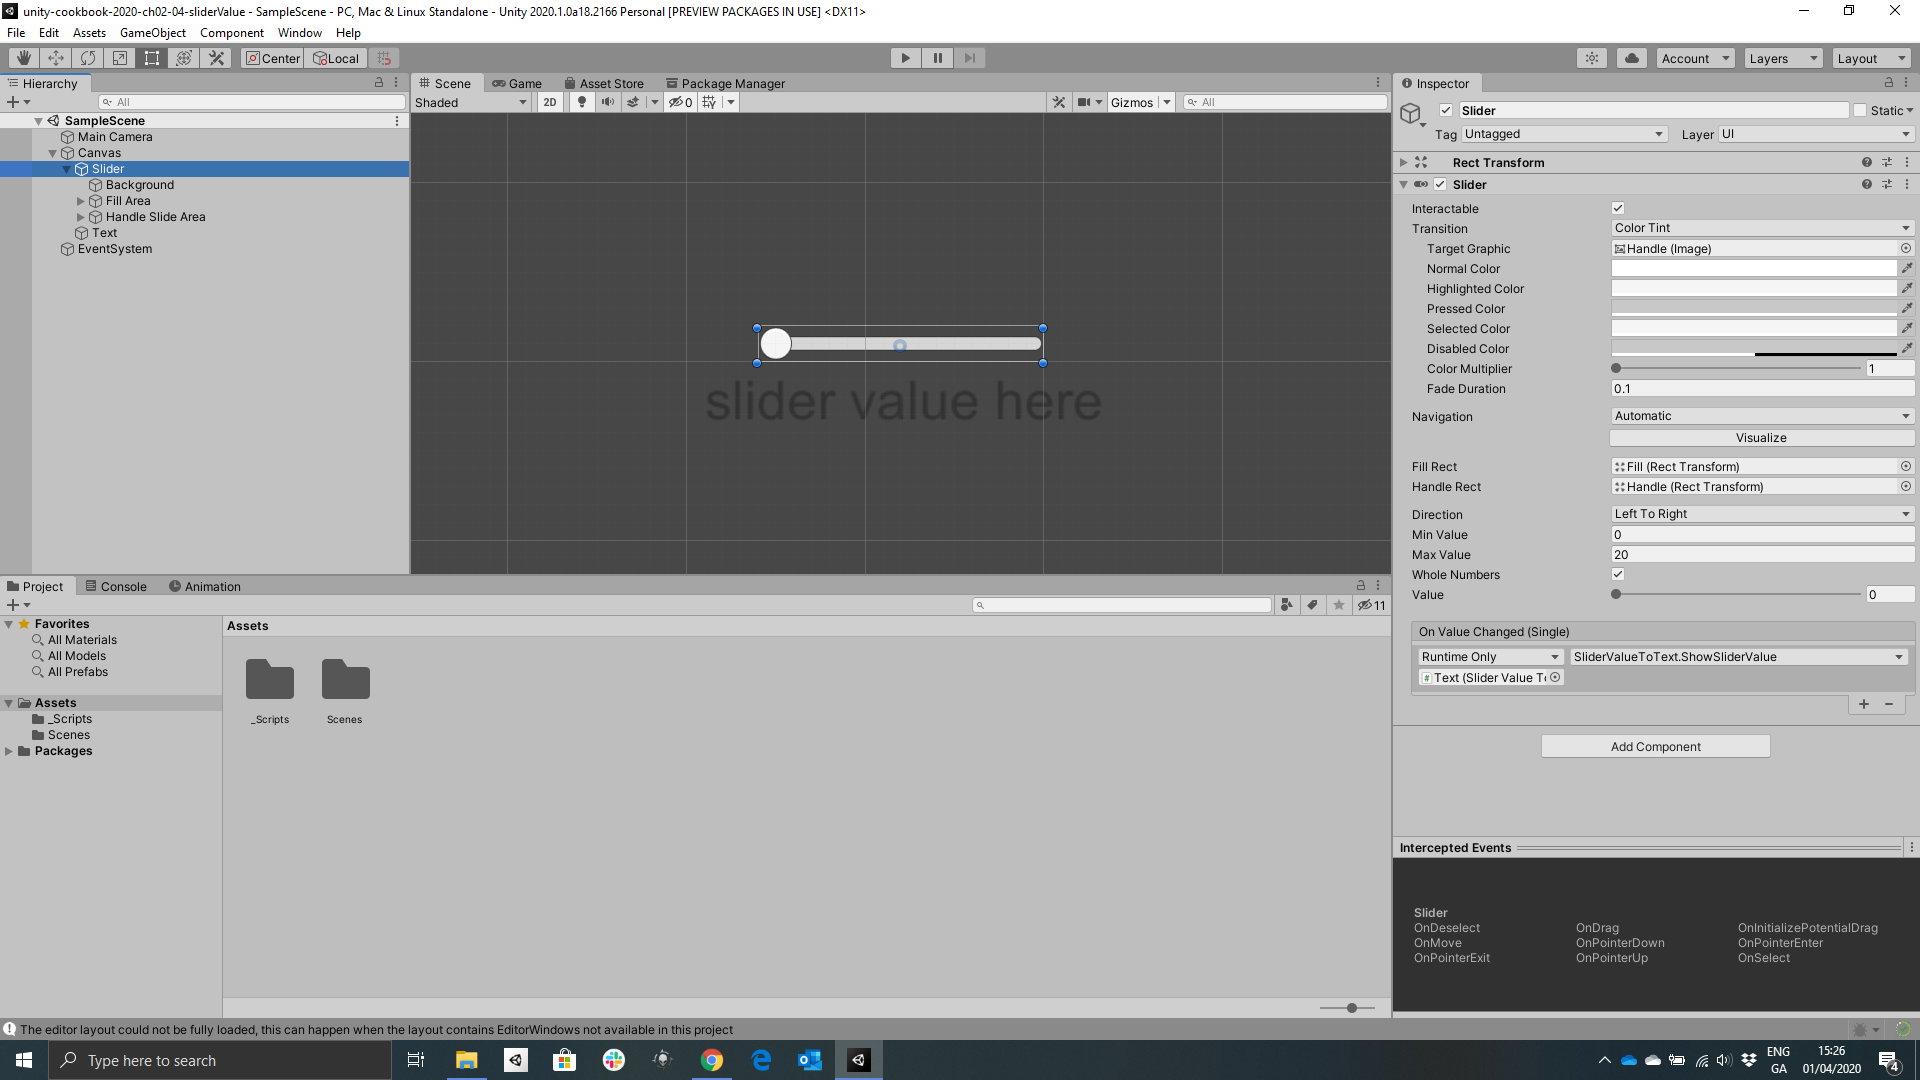 unity-cookbook-2020-ch02-04-sliderValue - SampleScene - PC, Mac & Linux Standalone - Unity 2020.1.0a18.2166 Personal [PREVIEW PACKAGES IN USE] <DX11>
File Edit Assets GameObject Component Window Help
Center Local Account Layers Layout
Hierarchy
All
SampleScene
Main Camera
Canvas
Slider
Background
Fill Area
Handle Slide Area
Text
EventSystem
Scene Game Asset Store Package Manager
Shaded 2D 0 Gizmos All
slider value here
Inspector
Slider Static
Tag Untagged Layer UI
Rect Transform
Slider
Interactable
Transition Color Tint
Target Graphic Handle (Image)
Normal Color
Highlighted Color
Pressed Color
Selected Color
Disabled Color
Color Multiplier 1
Fade Duration 0.1
Navigation Automatic
Visualize
Fill Rect Fill (Rect Transform)
Handle Rect Handle (Rect Transform)
Direction Left To Right
Min Value 0
Max Value 20
Whole Numbers
Value 0
On Value Changed (Single)
Runtime Only SliderValueToText.ShowSliderValue
# Text (Slider Value To
+ -
Add Component
Intercepted Events
Slider
OnDeselect OnDrag OnInitializePotentialDrag
OnMove OnPointerDown OnPointerEnter
OnPointerExit OnPointerUp OnSelect
Project Console Animation
11
Favorites
All Materials
All Models
All Prefabs
Assets
_Scripts
Scenes
Packages
Assets
_Scripts Scenes
The editor layout could not be fully loaded, this can happen when the layout contains EditorWindows not available in this project
Type here to search
ENG
GA
15:26
01/04/2020
4